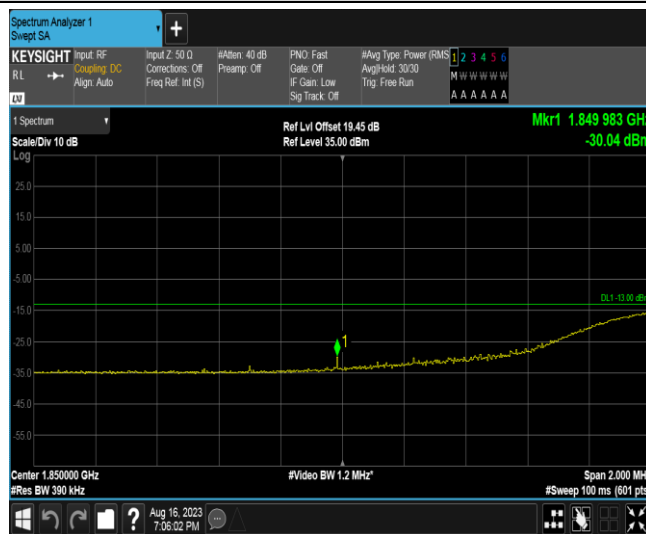 Spectrum Analyzer 1
Swept SA
KEYSIGHT
RL
LXI
Input: RF
Coupling: DC
Align: Auto
Input Z: 50 Ω
Corrections: Off
Freq Ref: Int (S)
#Atten: 40 dB
Preamp: Off
PNO: Fast
Gate: Off
IF Gain: Low
Sig Track: Off
#Avg Type: Power (RMS
Avg|Hold: 30/30
Trig: Free Run
1 2 3 4 5 6
M W W W W W
A A A A A A
1 Spectrum
Scale/Div 10 dB
Log
Ref Lvl Offset 19.45 dB
Ref Level 35.00 dBm
Mkr1 1.849 983 GHz
-30.04 dBm
25.0
15.0
5.00
-5.00
DL1 -13.00 dBm
-15.0
-25.0
1
-35.0
-45.0
-55.0
Center 1.850000 GHz
#Res BW 390 kHz
#Video BW 1.2 MHz*
Span 2.000 MH
#Sweep 100 ms (601 pts
?
Aug 16, 2023
7:06:02 PM